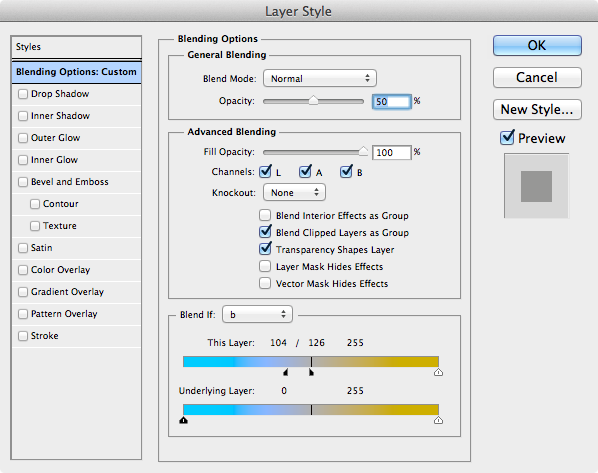 Layer Style
Styles
Blending Options: Custom
Drop Shadow
Inner Shadow
Outer Glow
Inner Glow
Bevel and Emboss
Contour
Texture
Satin
Color Overlay
Gradient Overlay
Pattern Overlay
Stroke
Blending Options
General Blending
Blend Mode: Normal
Opacity: 50 %
Advanced Blending
Fill Opacity: 100 %
Channels: L A B
Knockout: None
Blend Interior Effects as Group
Blend Clipped Layers as Group
Transparency Shapes Layer
Layer Mask Hides Effects
Vector Mask Hides Effects
Blend If: b
This Layer: 104 / 126 255
Underlying Layer: 0 255
OK
Cancel
New Style...
Preview